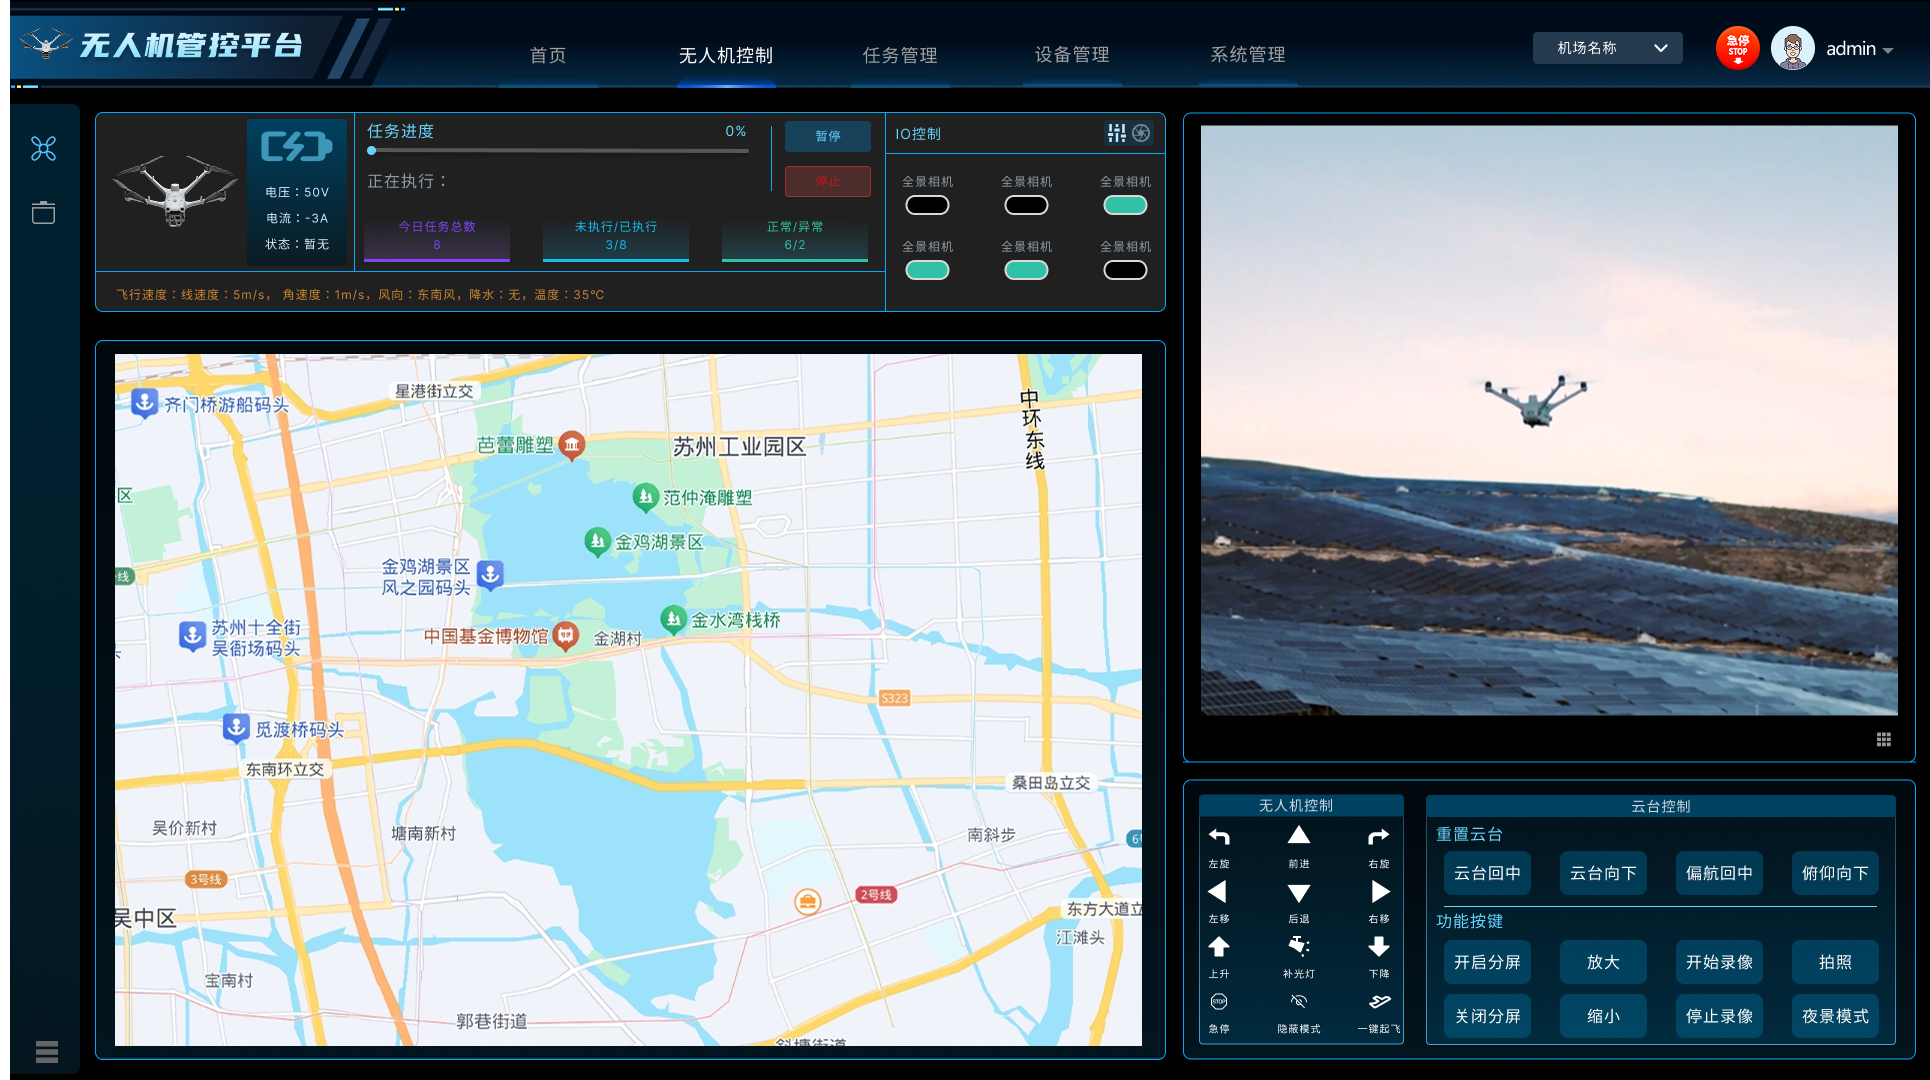 无人机管控平台
首页
无人机控制
任务管理
设备管理
系统管理
机场名称
急停
STOP
admin
电压：50V
电流：-3A
状态：暂无
任务进度
0%
正在执行：
暂停
停止
今日任务总数
8
未执行/已执行
3/8
正常/异常
6/2
飞行速度：线速度：5m/s， 角速度：1m/s，风向：东南风，降水：无，温度：35℃
IO控制
全景相机
全景相机
全景相机
全景相机
全景相机
全景相机
星港街立交
齐门桥游船码头
芭蕾雕塑
苏州工业园区
中环东线
区
范仲淹雕塑
金鸡湖景区
号线
金鸡湖景区
风之园码头
苏州十全街
吴衙场码头
金水湾栈桥
中国基金博物馆
金湖村
S323
觅渡桥码头
东南环立交
桑田岛立交
吴价新村
塘南新村
南斜步
6号
3号线
2号线
吴中区
东方大道立
江滩头
宝南村
郭巷街道
斜塘街道
无人机控制
左旋
前进
右旋
左移
后退
右移
上升
补光灯
下降
STOP
急停
隐蔽模式
一键起飞
云台控制
重置云台
云台回中
云台向下
偏航回中
俯仰向下
功能按键
开启分屏
放大
开始录像
拍照
关闭分屏
缩小
停止录像
夜景模式